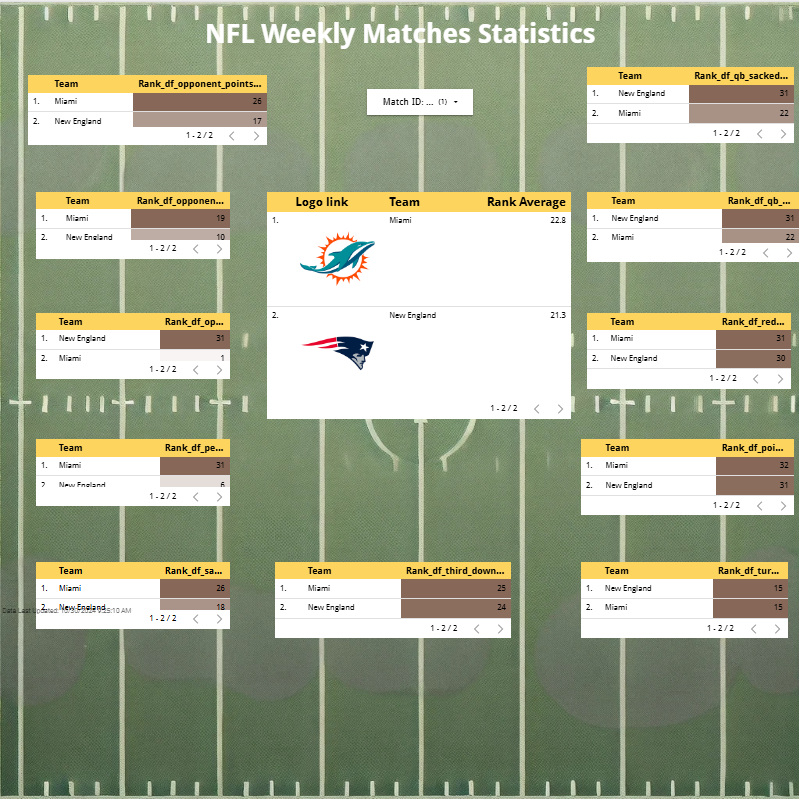 NFL Weekly Matches Statistics
Team Rank_df_opponent_points...
1. Miami 26
2. New England 17
1 - 2 / 2
Match ID: ... (1)
Team Rank_df_qb_sacked...
1. New England 31
2. Miami 22
1 - 2 / 2
Team Rank_df_opponen...
1. Miami 19
2. New England 10
1 - 2 / 2
Logo link Team Rank Average
1. Miami 22.8
2. New England 21.3
1 - 2 / 2
Team Rank_df_qb_...
1. New England 31
2. Miami 22
1 - 2 / 2
Team Rank_df_op...
1. New England 31
2. Miami 1
1 - 2 / 2
Team Rank_df_red...
1. Miami 31
2. New England 30
1 - 2 / 2
Team Rank_df_pe...
1. Miami 31
2. New England 6
1 - 2 / 2
Team Rank_df_poi...
1. Miami 32
2. New England 31
1 - 2 / 2
Team Rank_df_sa...
1. Miami 26
2. New England 18
1 - 2 / 2
Data Last Updated: AM
Team Rank_df_third_down...
1. Miami 25
2. New England 24
1 - 2 / 2
Team Rank_df_tur...
1. New England 15
2. Miami 15
1 - 2 / 2